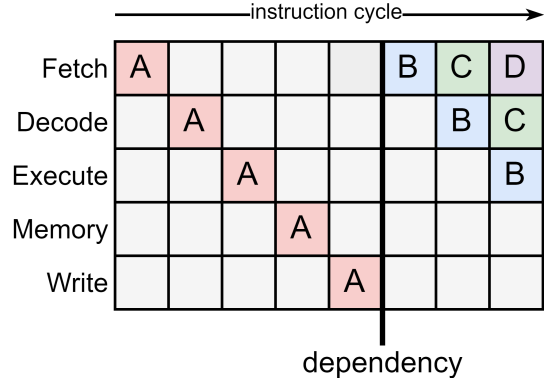 instruction cycle
Fetch A B C D
Decode A B C
Execute A B
Memory A
Write A
dependency